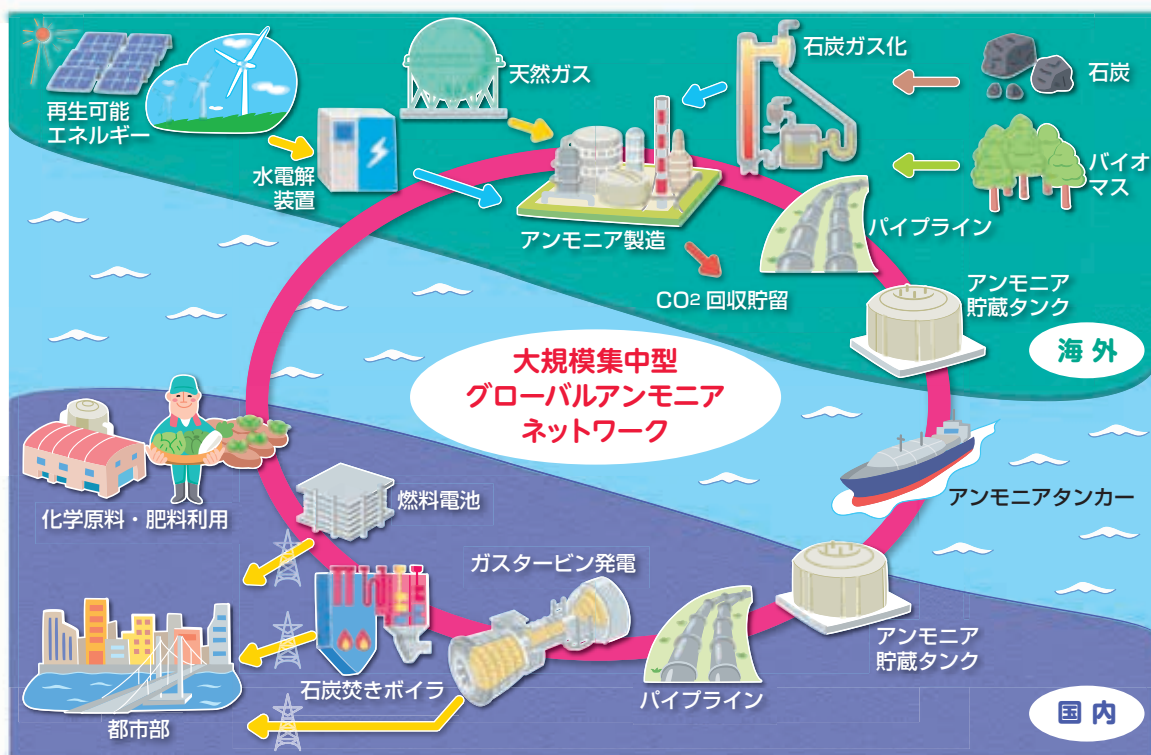 再生可能
エネルギー
天然ガス
石炭ガス化
石炭
水電解
装置
バイオ
マス
アンモニア製造
パイプライン
CO2 回収貯留
アンモニア
貯蔵タンク
海外
大規模集中型
グローバルアンモニア
ネットワーク
アンモニアタンカー
化学原料・肥料利用
燃料電池
ガスタービン発電
アンモニア
貯蔵タンク
石炭焚きボイラ
パイプライン
都市部
国内